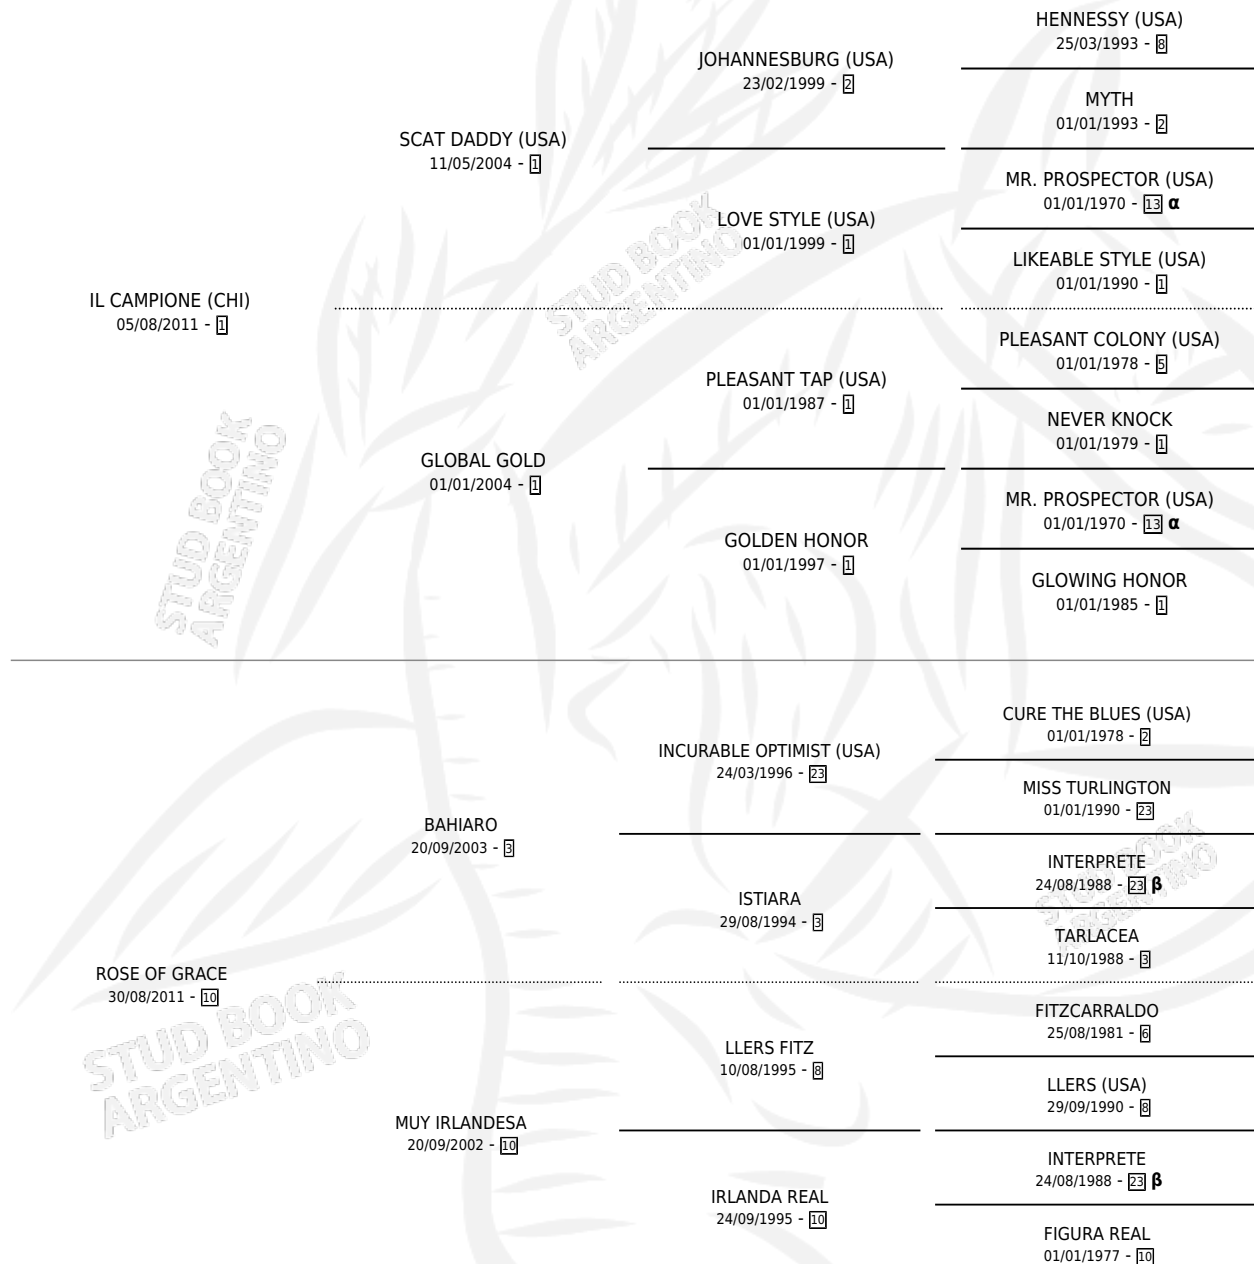 HENNESSY (USA)
25/03/1993 - 8
JOHANNESBURG (USA)
23/02/1999 - 2
MYTH
01/01/1993 - 2
SCAT DADDY (USA)
11/05/2004 - 1
MR. PROSPECTOR (USA)
01/01/1970 - 13 α
LOVE STYLE (USA)
01/01/1999 - 1
LIKEABLE STYLE (USA)
01/01/1990 - 1
IL CAMPIONE (CHI)
05/08/2011 - 1
PLEASANT COLONY (USA)
01/01/1978 - 5
PLEASANT TAP (USA)
01/01/1987 - 1
NEVER KNOCK
01/01/1979 - 1
GLOBAL GOLD
01/01/2004 - 1
MR. PROSPECTOR (USA)
01/01/1970 - 13 α
GOLDEN HONOR
01/01/1997 - 1
GLOWING HONOR
01/01/1985 - 1
CURE THE BLUES (USA)
01/01/1978 - 2
INCURABLE OPTIMIST (USA)
24/03/1996 - 23
MISS TURLINGTON
01/01/1990 - 23
BAHIARO
20/09/2003 - 3
INTERPRETE
24/08/1988 - 23 β
ISTIARA
29/08/1994 - 3
TARLACEA
11/10/1988 - 3
ROSE OF GRACE
30/08/2011 - 10
FITZCARRALDO
25/08/1981 - 6
LLERS FITZ
10/08/1995 - 8
LLERS (USA)
29/09/1990 - 8
MUY IRLANDESA
20/09/2002 - 10
INTERPRETE
24/08/1988 - 23 β
IRLANDA REAL
24/09/1995 - 10
FIGURA REAL
01/01/1977 - 10
STUD BOOK
ARGENTINO
STUD BOOK
ARGENTINO
STUD BOOK
ARGENTINO
STUD BOOK
ARGENTINO